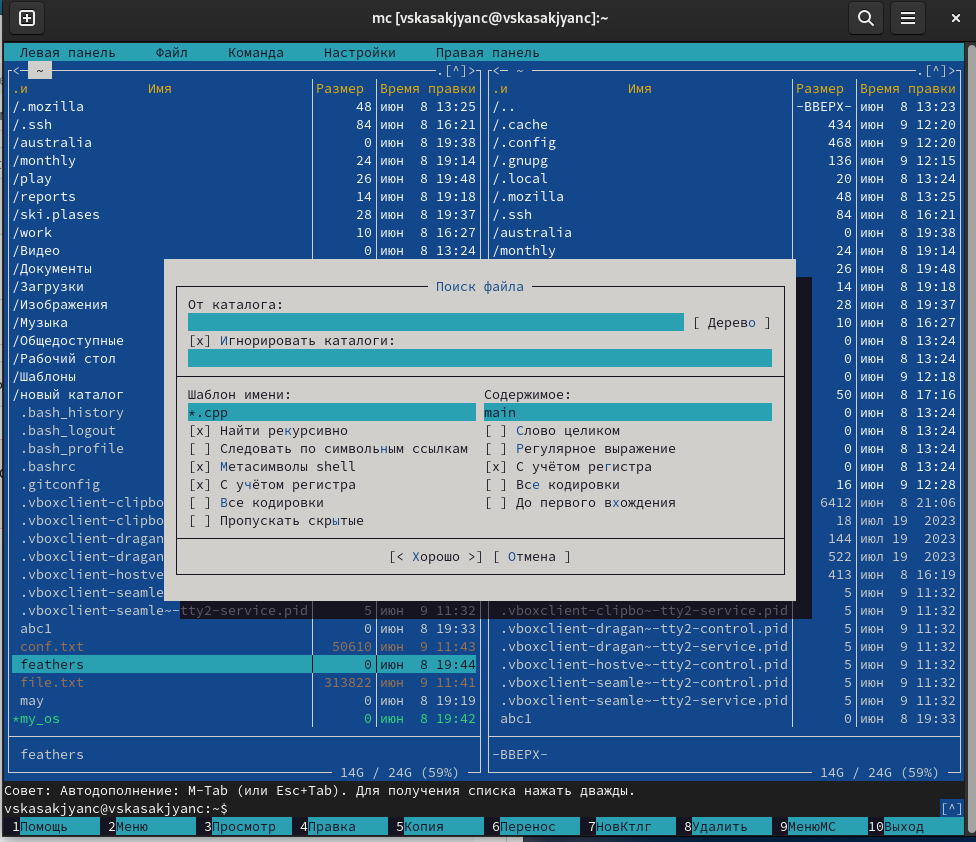 mc [vskasakjyanc@vskasakjyanc]:~
Левая панель Файл Команда Настройки Правая панель
<─ ~ .[^]> <─ ~ .[^]>
.и Имя Размер Время правки .и Имя Размер Время правки
/.mozilla 48 июн 8 13:25 /.. -ВВЕРХ- июн 8 13:23
/.ssh 84 июн 8 16:21 /.cache 434 июн 9 12:20
/australia 0 июн 8 19:38 /.config 468 июн 9 12:20
/monthly 24 июн 8 19:14 /.gnupg 136 июн 9 12:15
/play 26 июн 8 19:48 /.local 20 июн 8 13:24
/reports 14 июн 8 19:18 /.mozilla 48 июн 8 13:25
/ski.plases 28 июн 8 19:37 /.ssh 84 июн 8 16:21
/work 10 июн 8 16:27 /australia 0 июн 8 19:38
/Видео 0 июн 8 13:24 /monthly 24 июн 8 19:14
/Документы 26 июн 8 19:48
/Загрузки Поиск файла 14 июн 8 19:18
/Изображения От каталога: 28 июн 8 19:37
/Музыка [ Дерево ] 10 июн 8 16:27
/Общедоступные [x] Игнорировать каталоги: 0 июн 8 13:24
/Рабочий стол 0 июн 8 13:24
/Шаблоны 0 июн 9 12:18
/новый каталог Шаблон имени: Содержимое: 50 июн 8 17:16
.bash_history *.cpp main 0 июн 8 13:24
.bash_logout [x] Найти рекурсивно [ ] Слово целиком 0 июн 8 13:24
.bash_profile [ ] Следовать по символьным ссылкам [ ] Регулярное выражение 0 июн 8 13:24
.bashrc [x] Метасимволы shell [x] С учётом регистра 0 июн 8 13:24
.gitconfig [x] С учётом регистра [ ] Все кодировки 16 июн 9 12:28
.vboxclient-clipbo [ ] Все кодировки [ ] До первого вхождения 6412 июн 8 21:06
.vboxclient-clipbo [ ] Пропускать скрытые 18 июл 19 2023
.vboxclient-dragan 144 июл 19 2023
.vboxclient-dragan [< Хорошо >] [ Отмена ] 522 июл 19 2023
.vboxclient-hostve 413 июн 8 16:19
.vboxclient-seamle 5 июн 9 11:32
.vboxclient-seamle~-tty2-service.pid 5 июн 9 11:32 .vboxclient-clipbo~-tty2-service.pid 5 июн 9 11:32
abc1 0 июн 8 19:33 .vboxclient-dragan~-tty2-control.pid 5 июн 9 11:32
conf.txt 50610 июн 9 11:43 .vboxclient-dragan~-tty2-service.pid 5 июн 9 11:32
feathers 0 июн 8 19:44 .vboxclient-hostve~-tty2-control.pid 5 июн 9 11:32
file.txt 313822 июн 9 11:41 .vboxclient-seamle~-tty2-control.pid 5 июн 9 11:32
may 0 июн 8 19:19 .vboxclient-seamle~-tty2-service.pid 5 июн 9 11:32
*my_os 0 июн 8 19:42 abc1 0 июн 8 19:33
feathers -ВВЕРХ-
14G / 24G (59%) 14G / 24G (59%)
Совет: Автодополнение: M-Tab (или Esc+Tab). Для получения списка нажать дважды.
vskasakjyanc@vskasakjyanc:~$ [^]
1Помощь 2Меню 3Просмотр 4Правка 5Копия 6Перенос 7НовКтлг 8Удалить 9МенюMC 10Выход